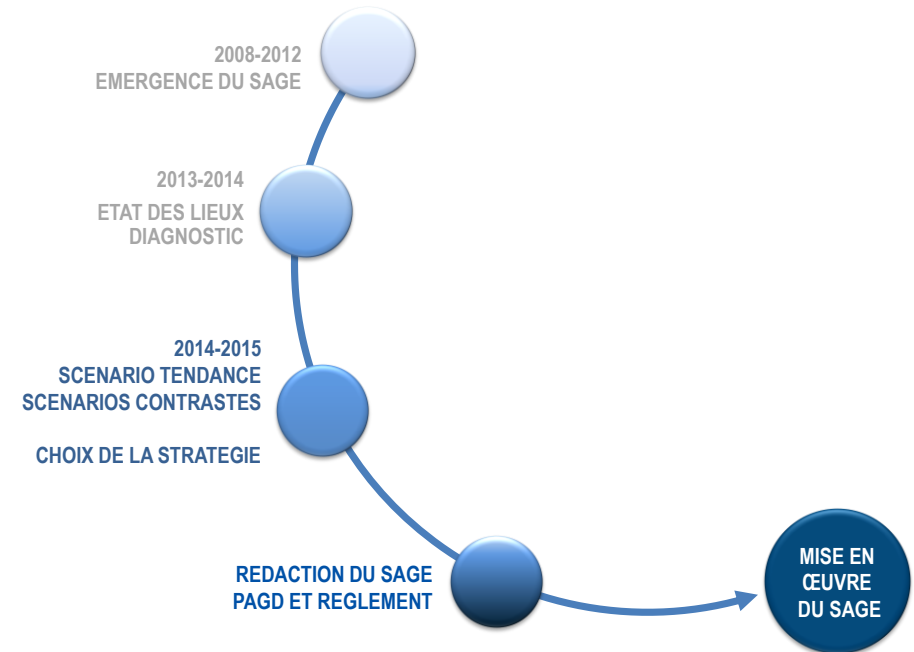 2008-2012
EMERGENCE DU SAGE
2013-2014
ETAT DES LIEUX
DIAGNOSTIC
2014-2015
SCENARIO TENDANCE
SCENARIOS CONTRASTES
CHOIX DE LA STRATEGIE
REDACTION DU SAGE
PAGD ET REGLEMENT
MISE EN
ŒUVRE
DU SAGE